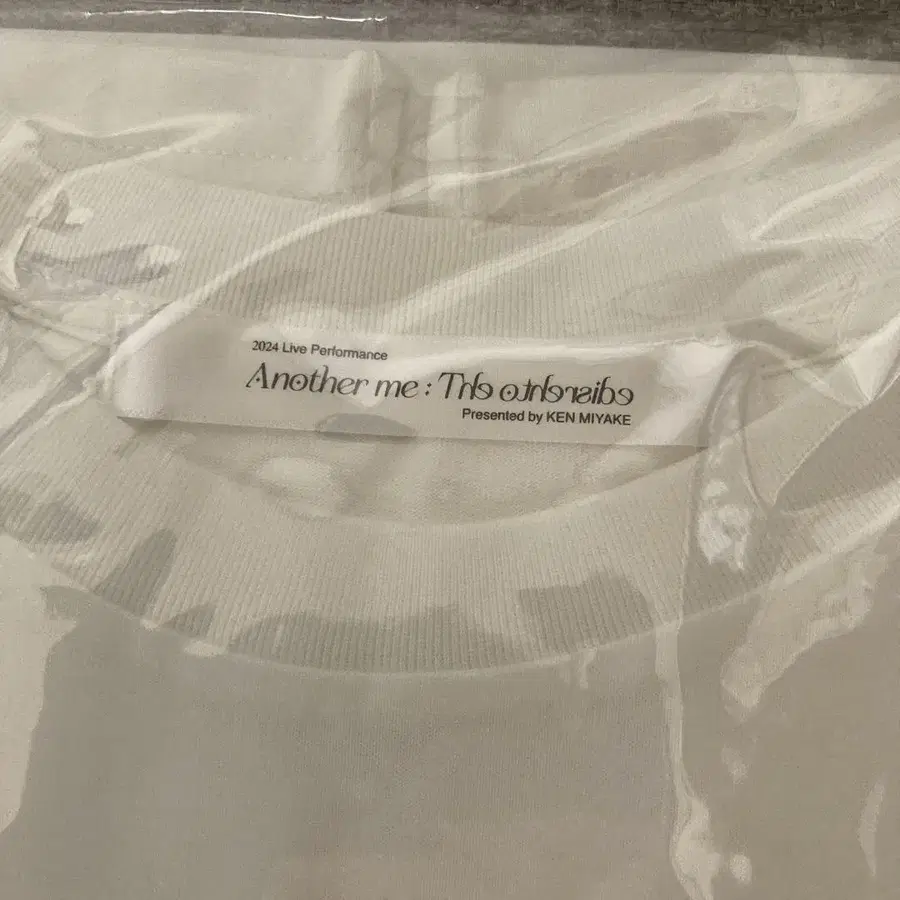 2024 Live Performance
Another me : The otherside
Presented by KEN MIYAKE